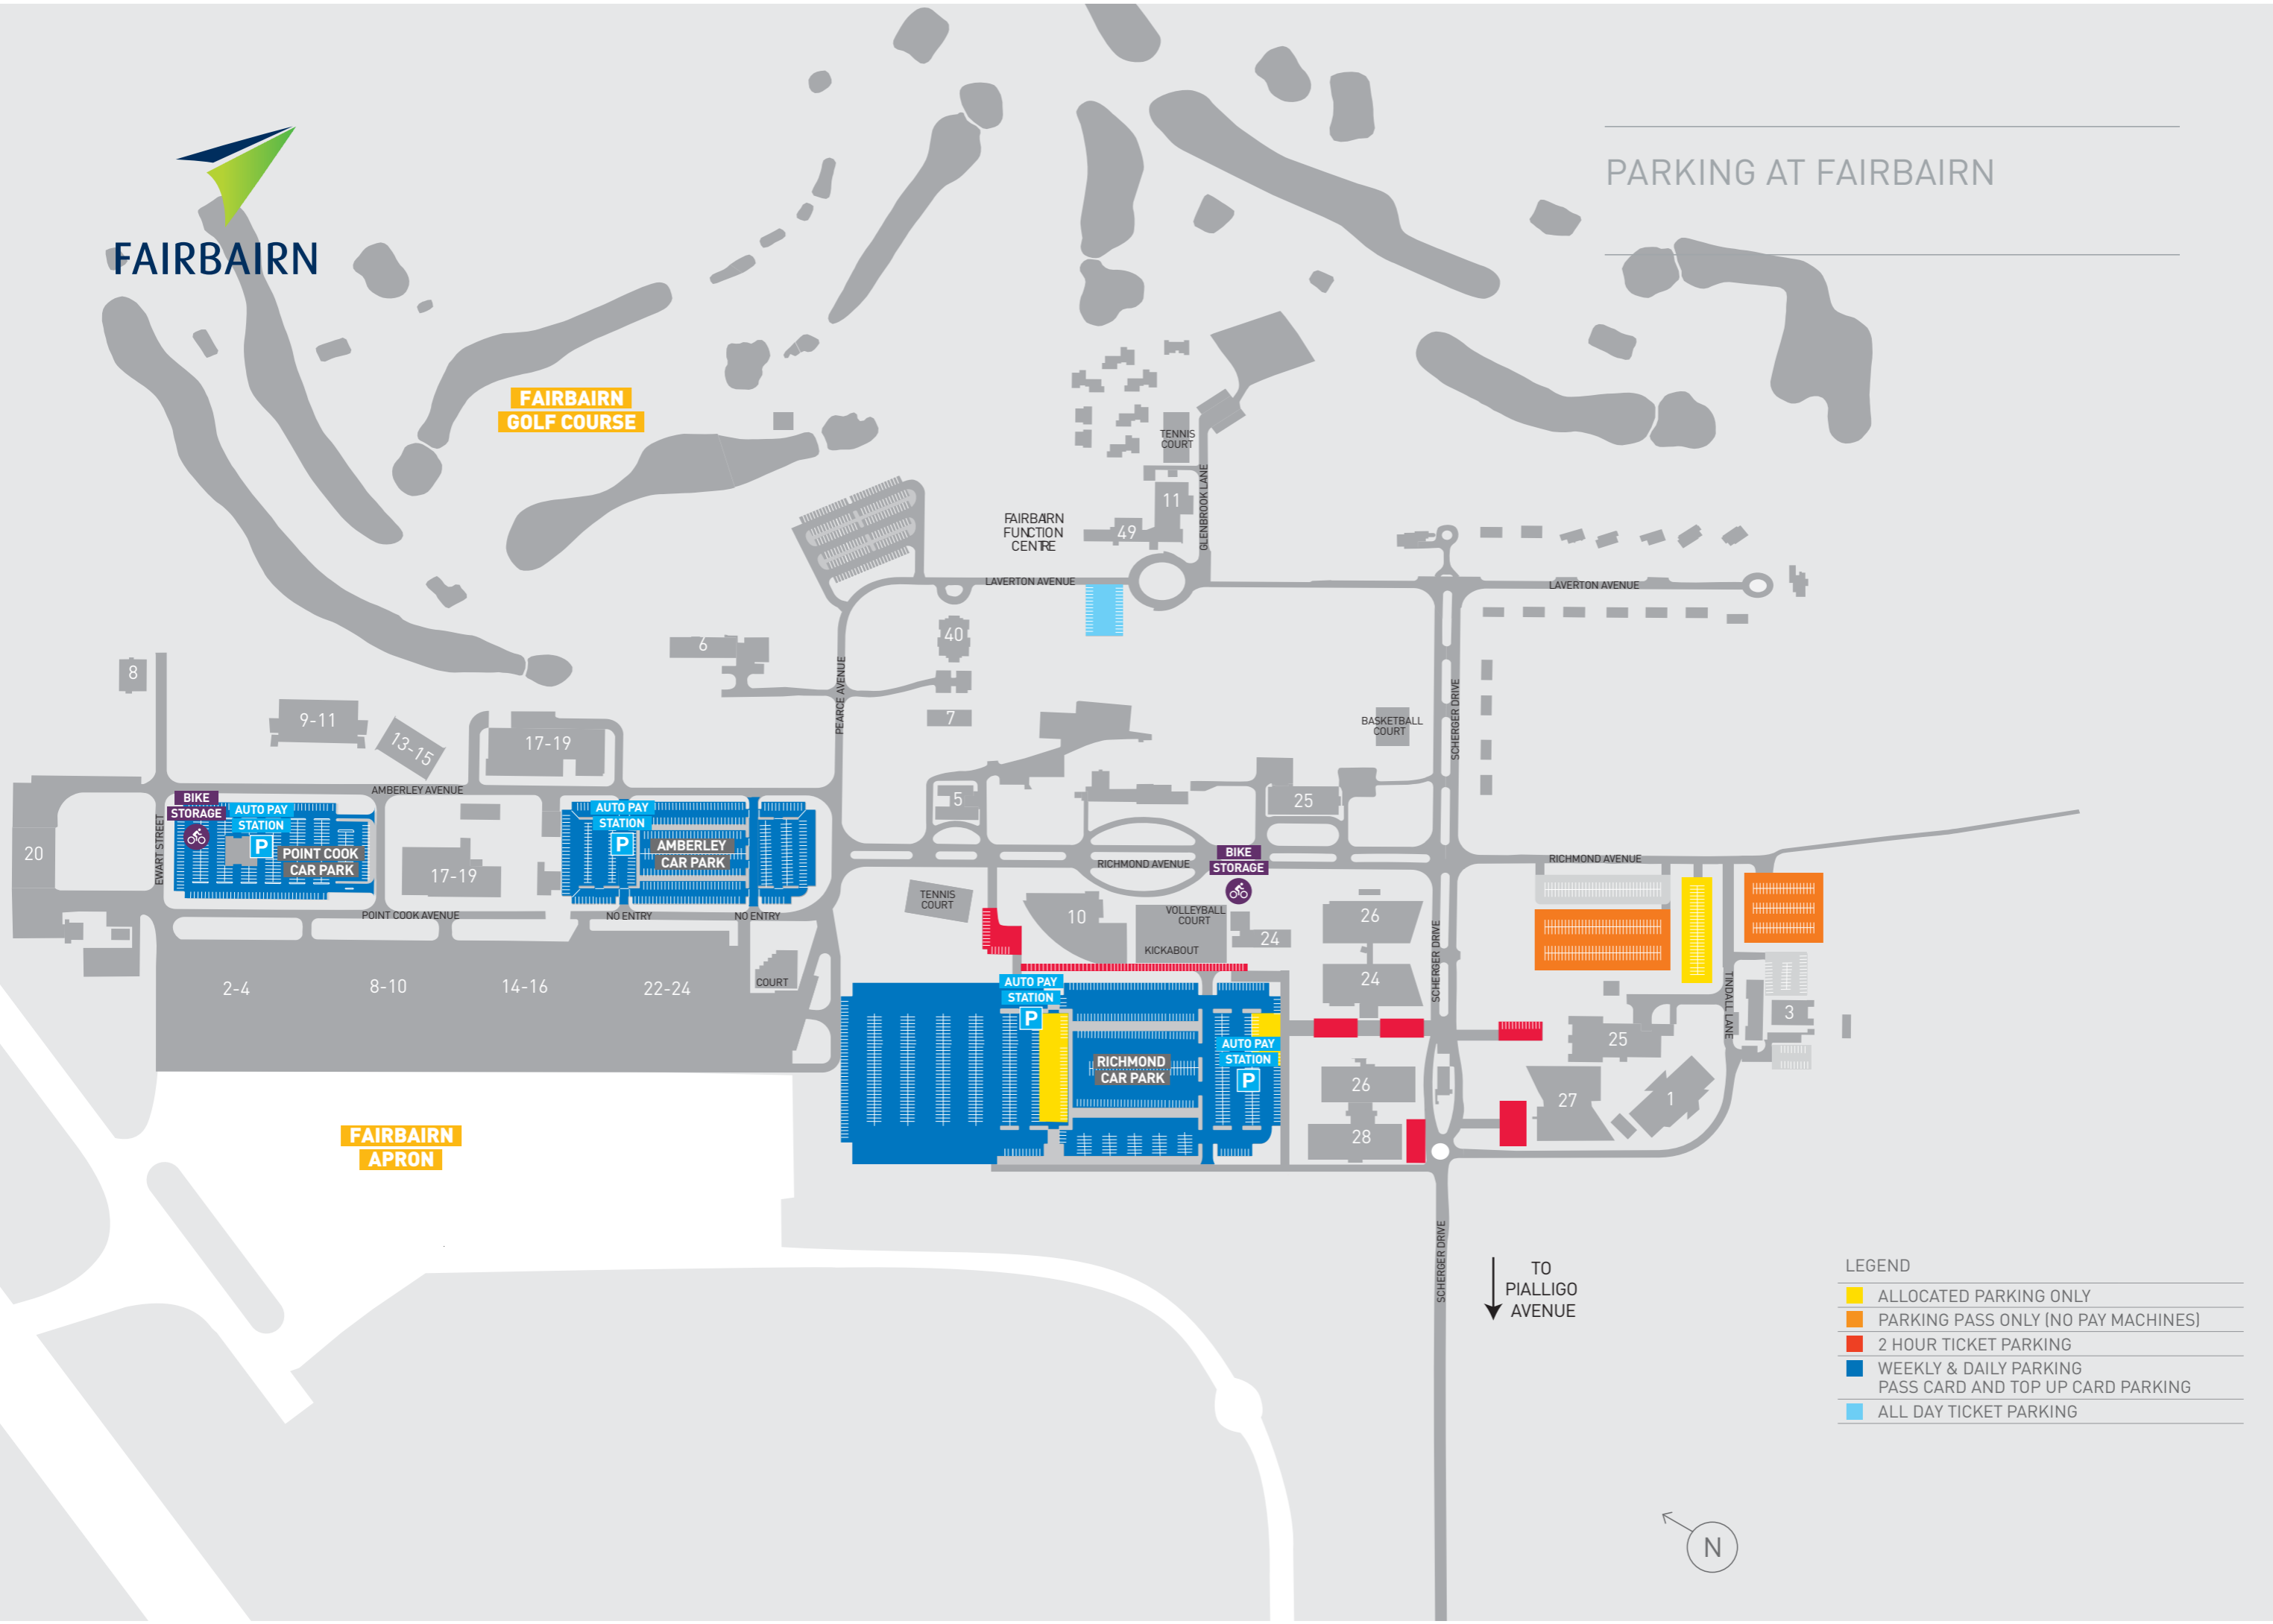 PARKING AT FAIRBAIRN
FAIRBAIRN
FAIRBAIRN
GOLF COURSE
TENNIS
COURT
GLENBROOK LANE
11
FAIRBAIRN
FUNCTION
CENTRE
49
LAVERTON AVENUE
LAVERTON AVENUE
40
6
8
PEARCE AVENUE
SCHERGER DRIVE
7
9-11
13-15
17-19
BASKETBALL
COURT
AMBERLEY AVENUE
BIKE
STORAGE
AUTO PAY
STATION
P
POINT COOK
CAR PARK
EWART STREET
20
17-19
AUTO PAY
STATION
P
AMBERLEY
CAR PARK
5
25
RICHMOND AVENUE
BIKE
STORAGE
RICHMOND AVENUE
POINT COOK AVENUE
NO ENTRY
NO ENTRY
TENNIS
COURT
10
VOLLEYBALL
COURT
KICKABOUT
24
26
SCHERGER DRIVE
24
COURT
2-4
8-10
14-16
22-24
AUTO PAY
STATION
P
RICHMOND
CAR PARK
AUTO PAY
STATION
P
TINDALL LANE
3
25
26
27
1
28
FAIRBAIRN
APRON
SCHERGER DRIVE
TO
PIALLIGO
AVENUE
LEGEND
ALLOCATED PARKING ONLY
PARKING PASS ONLY (NO PAY MACHINES)
2 HOUR TICKET PARKING
WEEKLY & DAILY PARKING
PASS CARD AND TOP UP CARD PARKING
ALL DAY TICKET PARKING
N